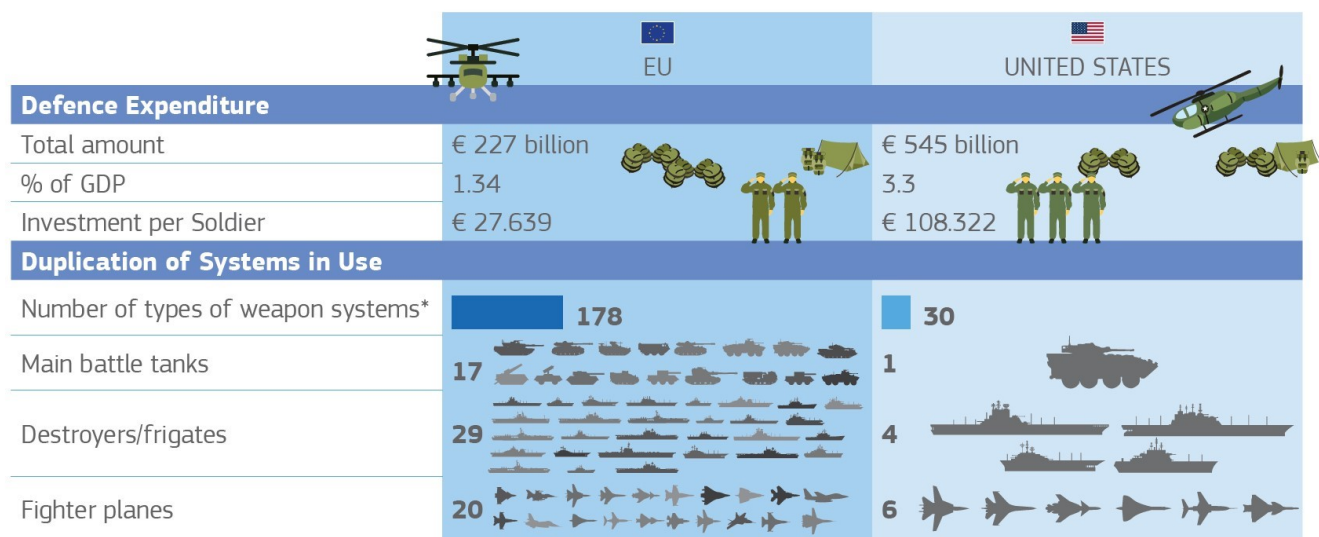 EU
UNITED STATES
Defence Expenditure
Total amount
€ 227 billion
€ 545 billion
% of GDP
1.34
3.3
Investment per Soldier
€ 27.639
€ 108.322
Duplication of Systems in Use
Number of types of weapon systems*
178
30
Main battle tanks
17
1
Destroyers/frigates
29
4
Fighter planes
20
6